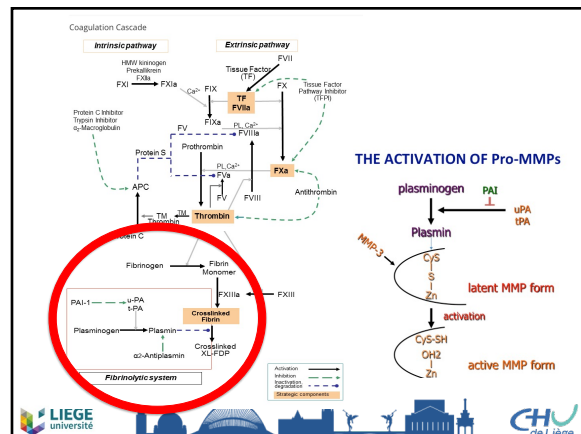 Coagulation Cascade
Intrinsic pathway
Extrinsic pathway
HMW kininogen
Prekallikrein
FXIIa
FXI
FXIa
Ca2+
FIX
FIXa
FVII
Tissue Factor
(TF)
TF
FVIIa
FX
Tissue Factor
Pathway Inhibitor
(TFPI)
Protein C Inhibitor
Trypsin Inhibitor
α2-Macroglobulin
FV
PL, Ca2+
FVIIIa
Prothrombin
Protein S
PL,Ca2+
FVa
FXa
FV
FVIII
Antithrombin
APC
TM
Thrombin
TM
Thrombin
Protein C
Fibrinogen
Fibrin
Monomer
FXIIIa
FXIII
PAI-1
u-PA
t-PA
Crosslinked
Fibrin
Plasminogen
Plasmin
Crosslinked
XL-FDP
α2-Antiplasmin
Fibrinolytic system
Activation
Inhibition
Inactivation,
degradation
Strategic components
THE ACTIVATION OF Pro-MMPs
plasminogen
PAI
uPA
tPA
Plasmin
MMP-3
CyS
S
Zn
latent MMP form
activation
CyS-SH
OH2
Zn
active MMP form
LIEGE
université
CHU
de Liège